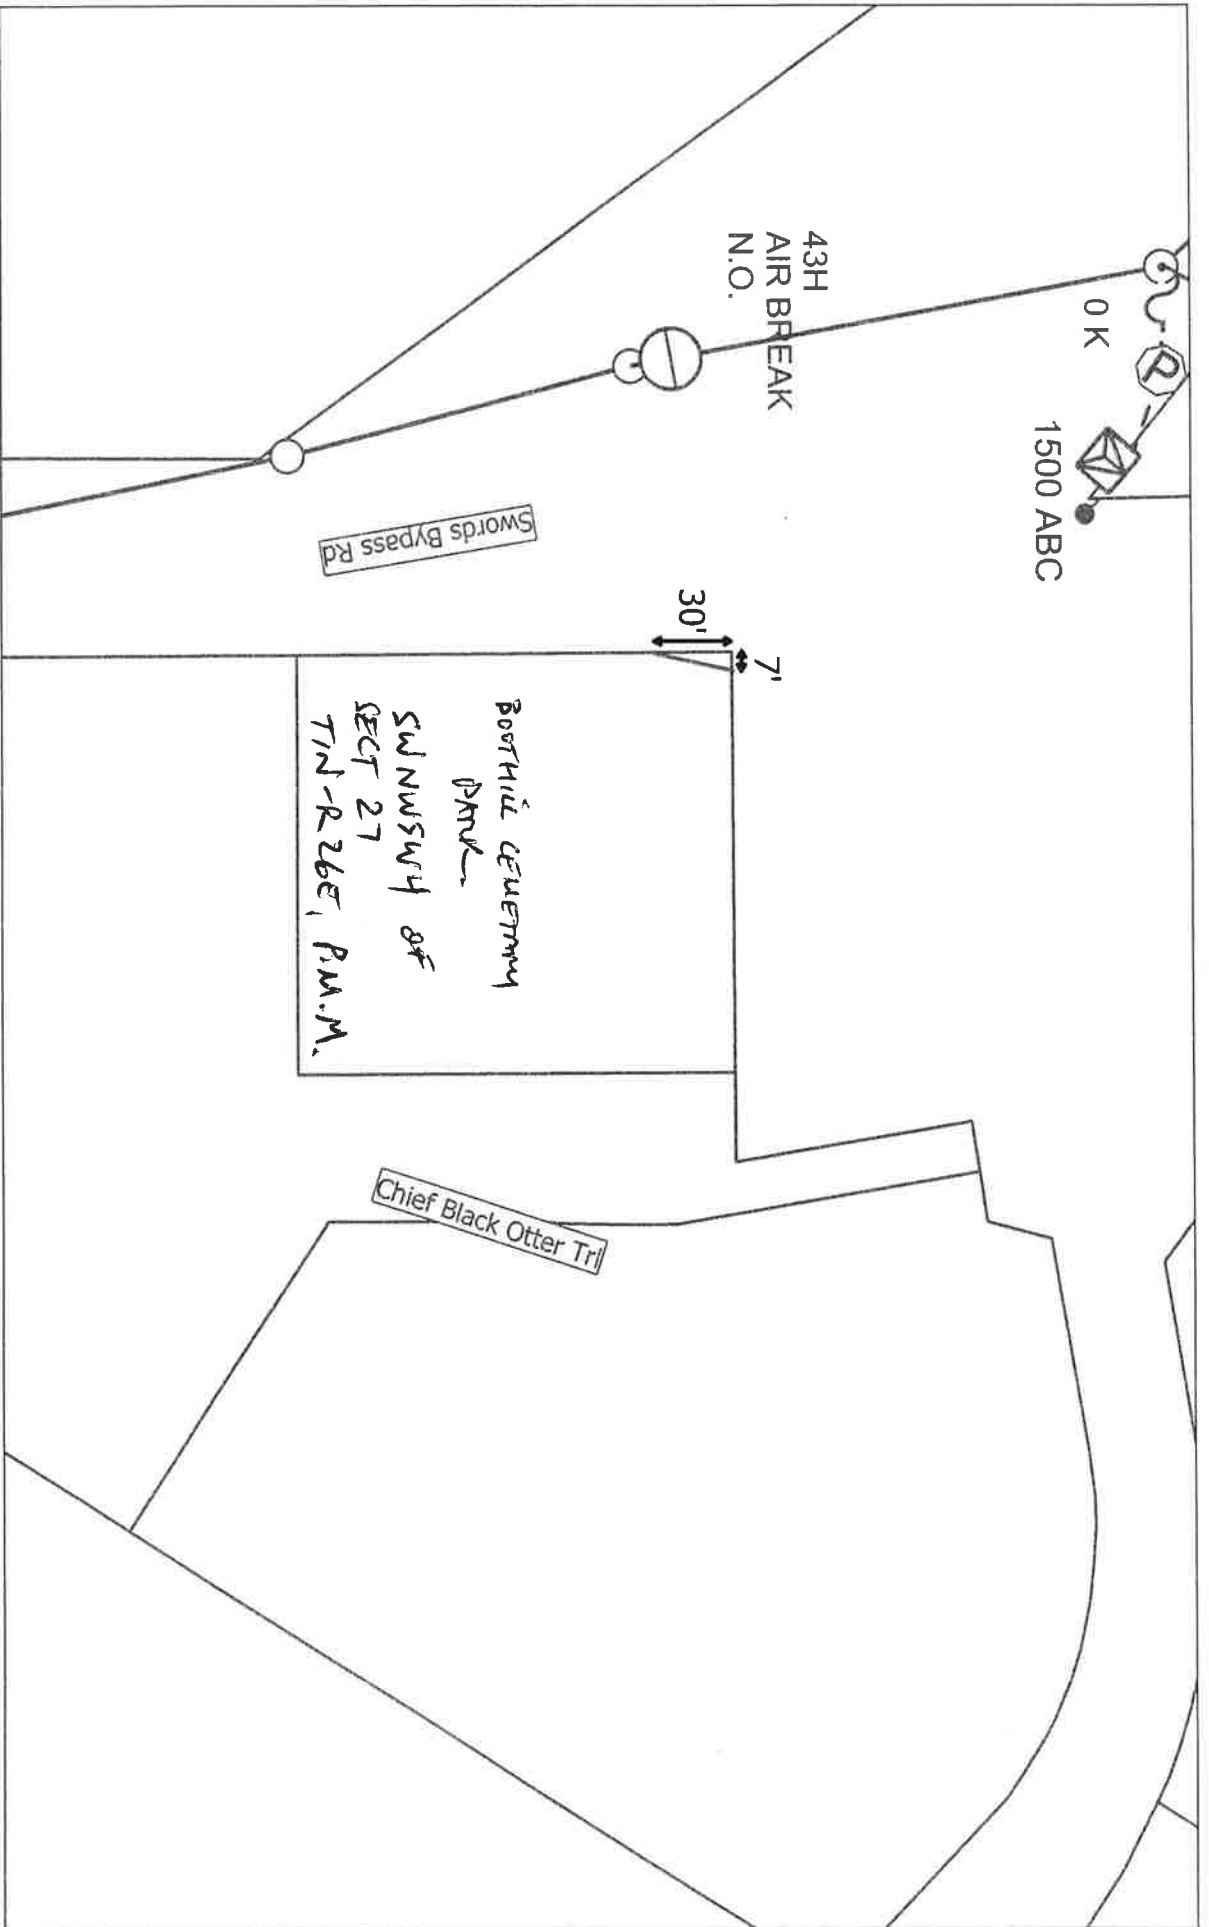 0 K
P
1500 ABC
43H
AIR BREAK
N.O.
Swords Bypass Rd
30'
7'
BOOTHILL CEMETARY
PARK.
SWNWSW4 OF
SECT 27
T1N-R26E, P.M.M.
Chief Black Otter Trl